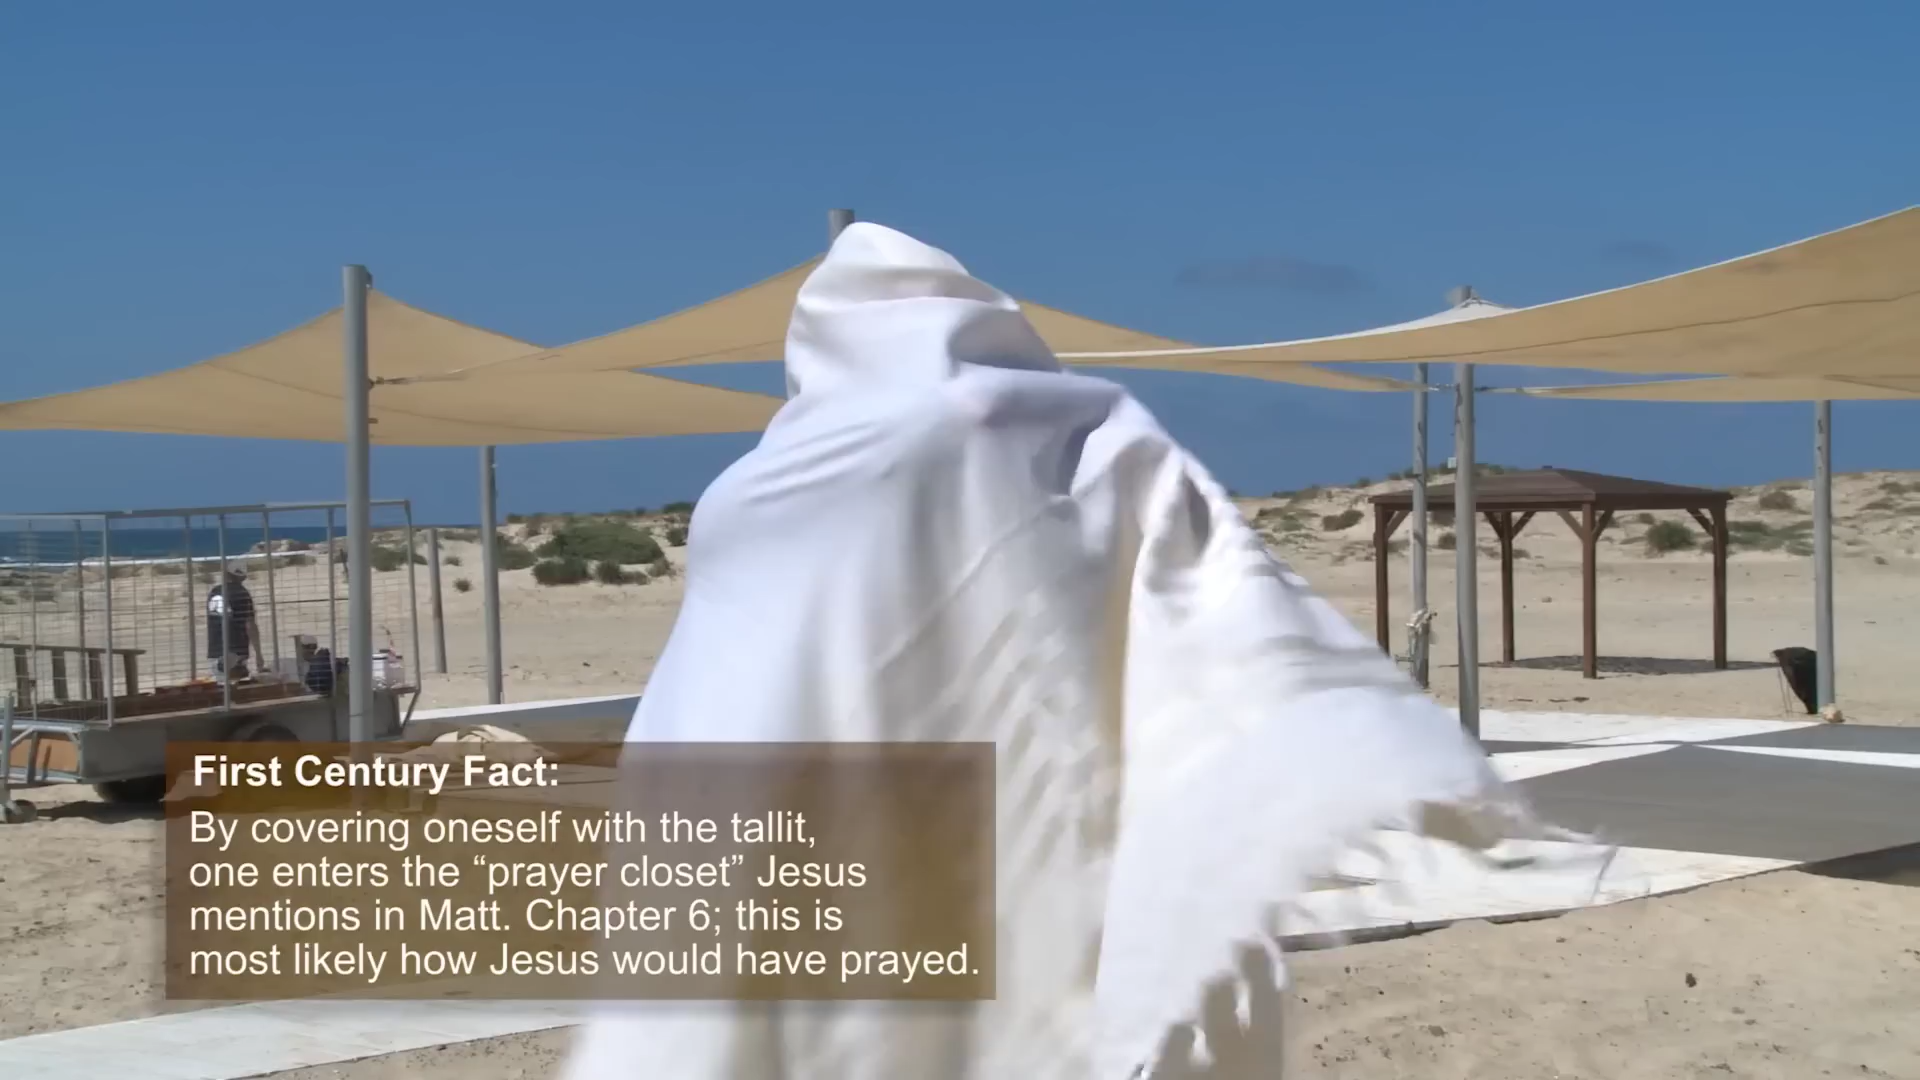 First Century Fact:
By covering oneself with the tallit,
one enters the “prayer closet” Jesus
mentions in Matt. Chapter 6; this is
most likely how Jesus would have prayed.